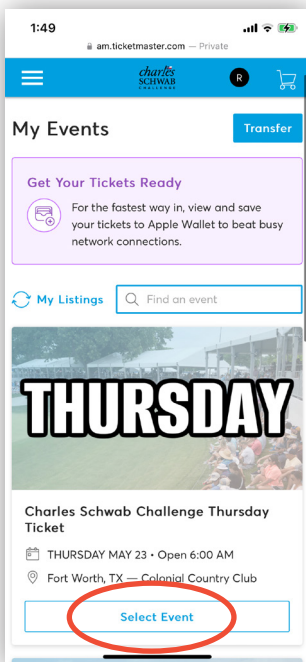 1:49
am.ticketmaster.com — Private
charles
SCHWAB
CHALLENGE
R
My Events
Transfer
Get Your Tickets Ready
For the fastest way in, view and save
your tickets to Apple Wallet to beat busy
network connections.
My Listings
Find an event
THURSDAY
Charles Schwab Challenge Thursday
Ticket
THURSDAY MAY 23 • Open 6:00 AM
Fort Worth, TX — Colonial Country Club
Select Event